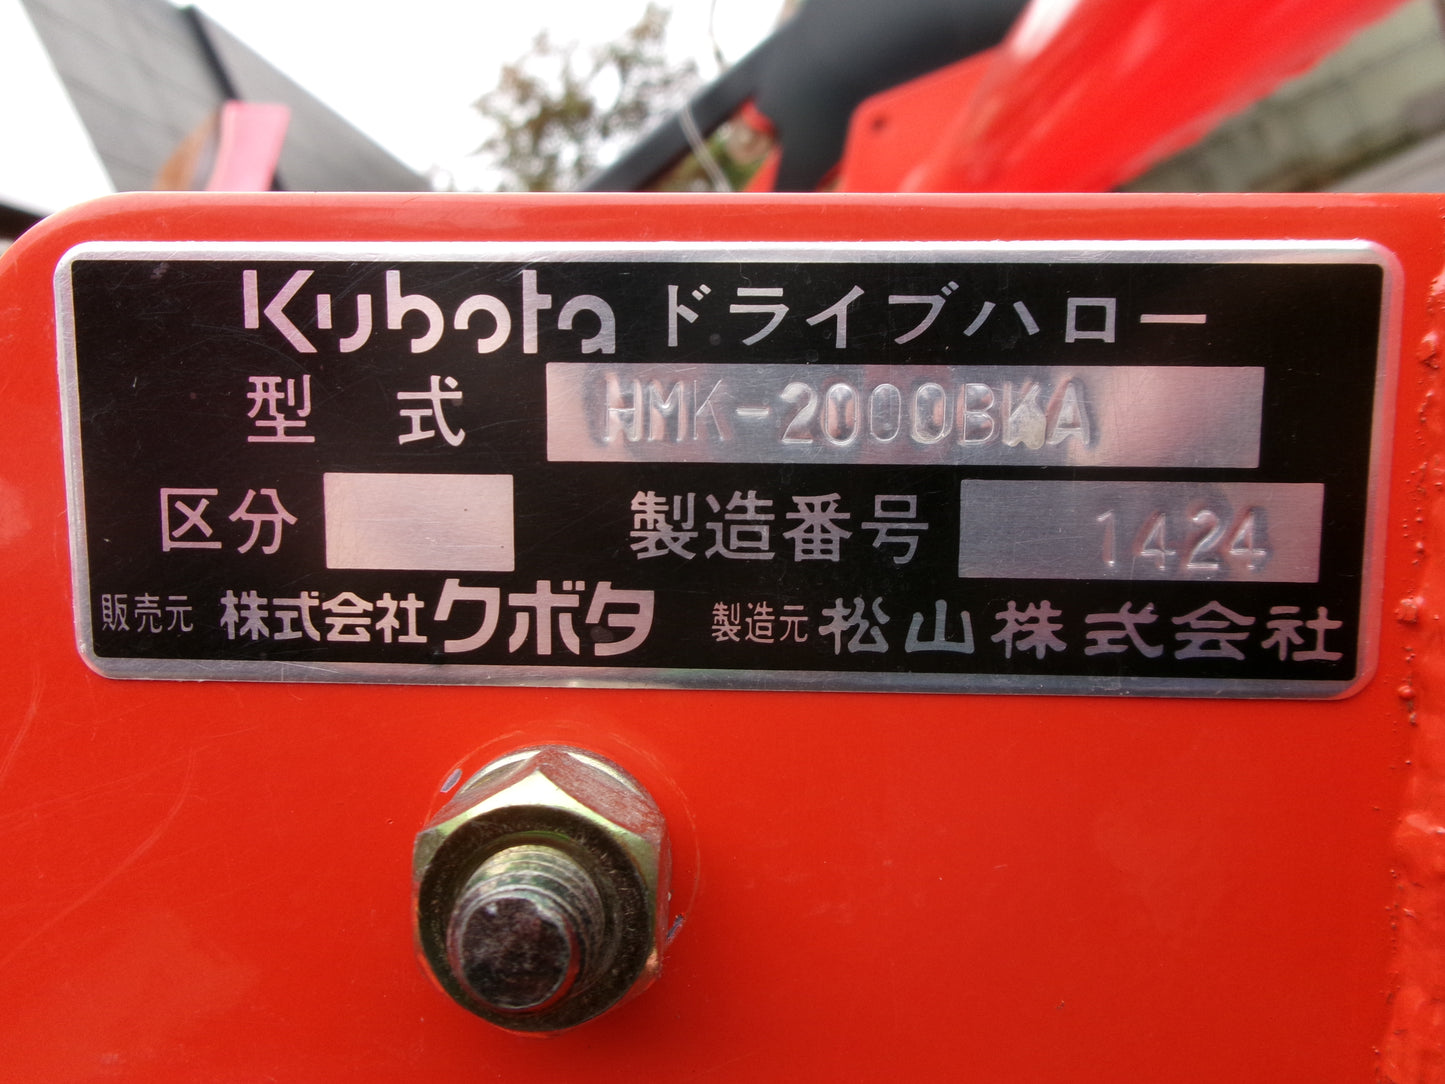 Kubota ドライブハロー
型式 HMK-2000BKA
区分 製造番号 1424
販売元 株式会社クボタ 製造元 松山株式会社